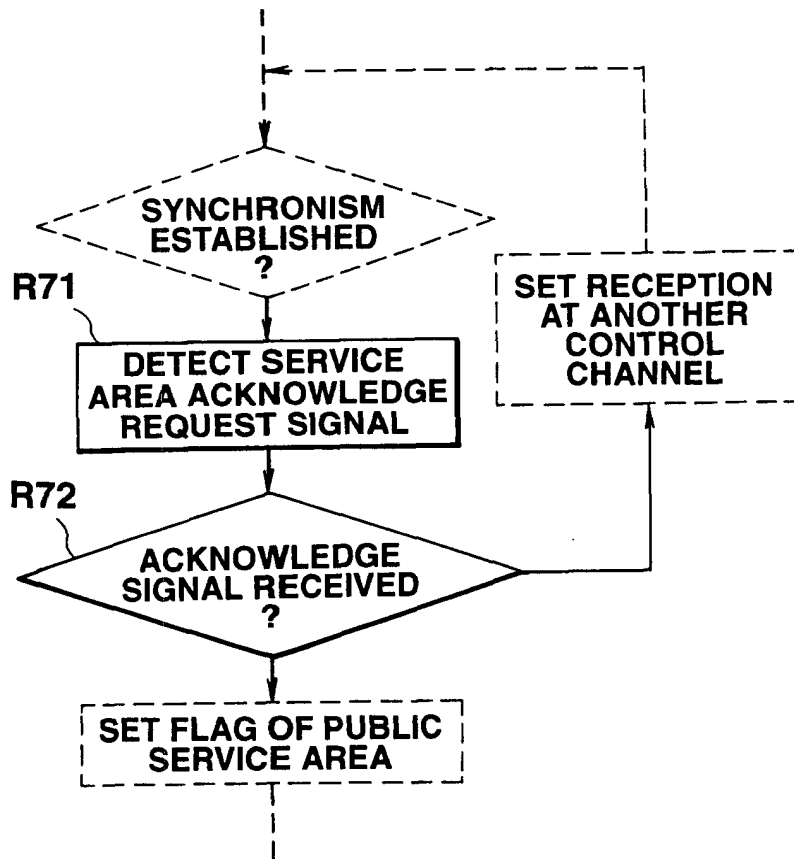 SYNCHRONISM
ESTABLISHED
?
R71
DETECT SERVICE
AREA ACKNOWLEDGE
REQUEST SIGNAL
SET RECEPTION
AT ANOTHER
CONTROL
CHANNEL
R72
ACKNOWLEDGE
SIGNAL RECEIVED
?
SET FLAG OF PUBLIC
SERVICE AREA